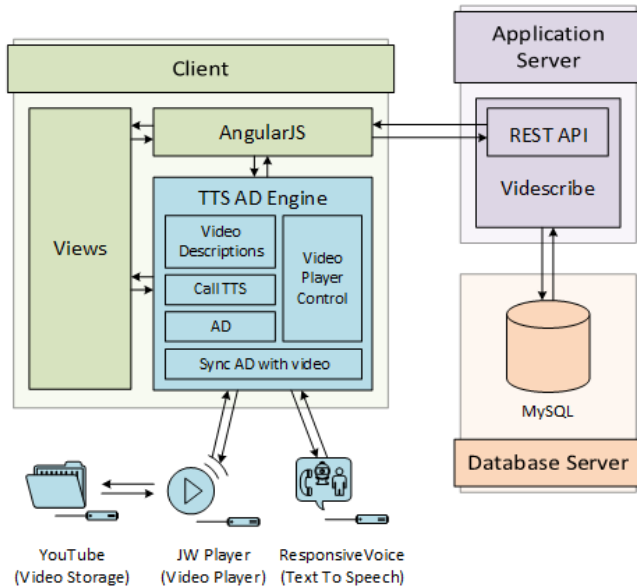 Client
Application
Server
AngularJS
REST API
Videscribe
Views
TTS AD Engine
Video
Descriptions
Video
Player
Control
Call TTS
AD
Sync AD with video
MySQL
Database Server
YouTube
(Video Storage)
JW Player
(Video Player)
ResponsiveVoice
(Text To Speech)